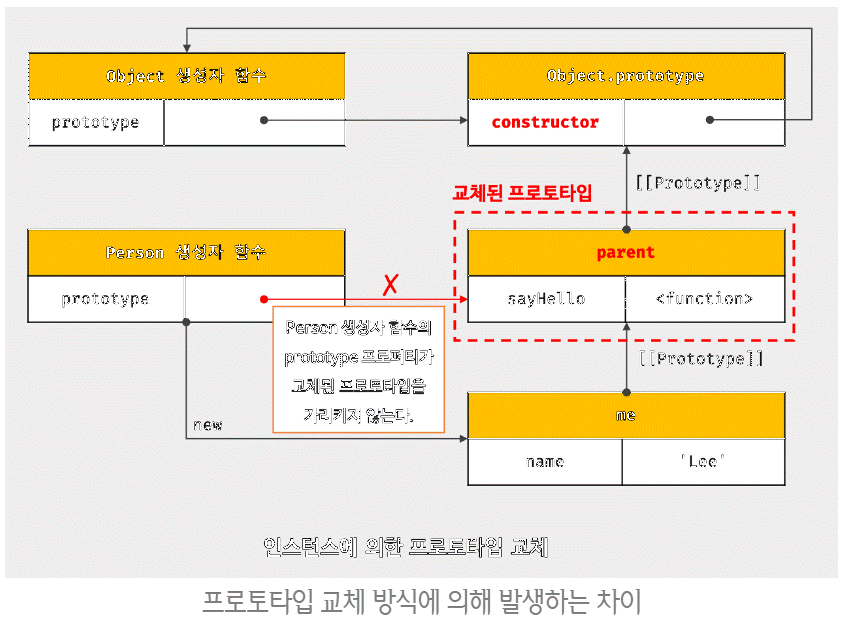 Object 생성자 함수
Object.prototype
prototype
constructor
[[Prototype]]
교체된 프로토타입
Person 생성자 함수
parent
X
prototype
sayHello
<function>
Person 생성자 함수의
prototype 프로퍼티가
교체된 프로토타입을
가리키지 않는다.
[[Prototype]]
new
me
name
'Lee'
인스턴스에 의한 프로토타입 교체
프로토타입 교체 방식에 의해 발생하는 차이